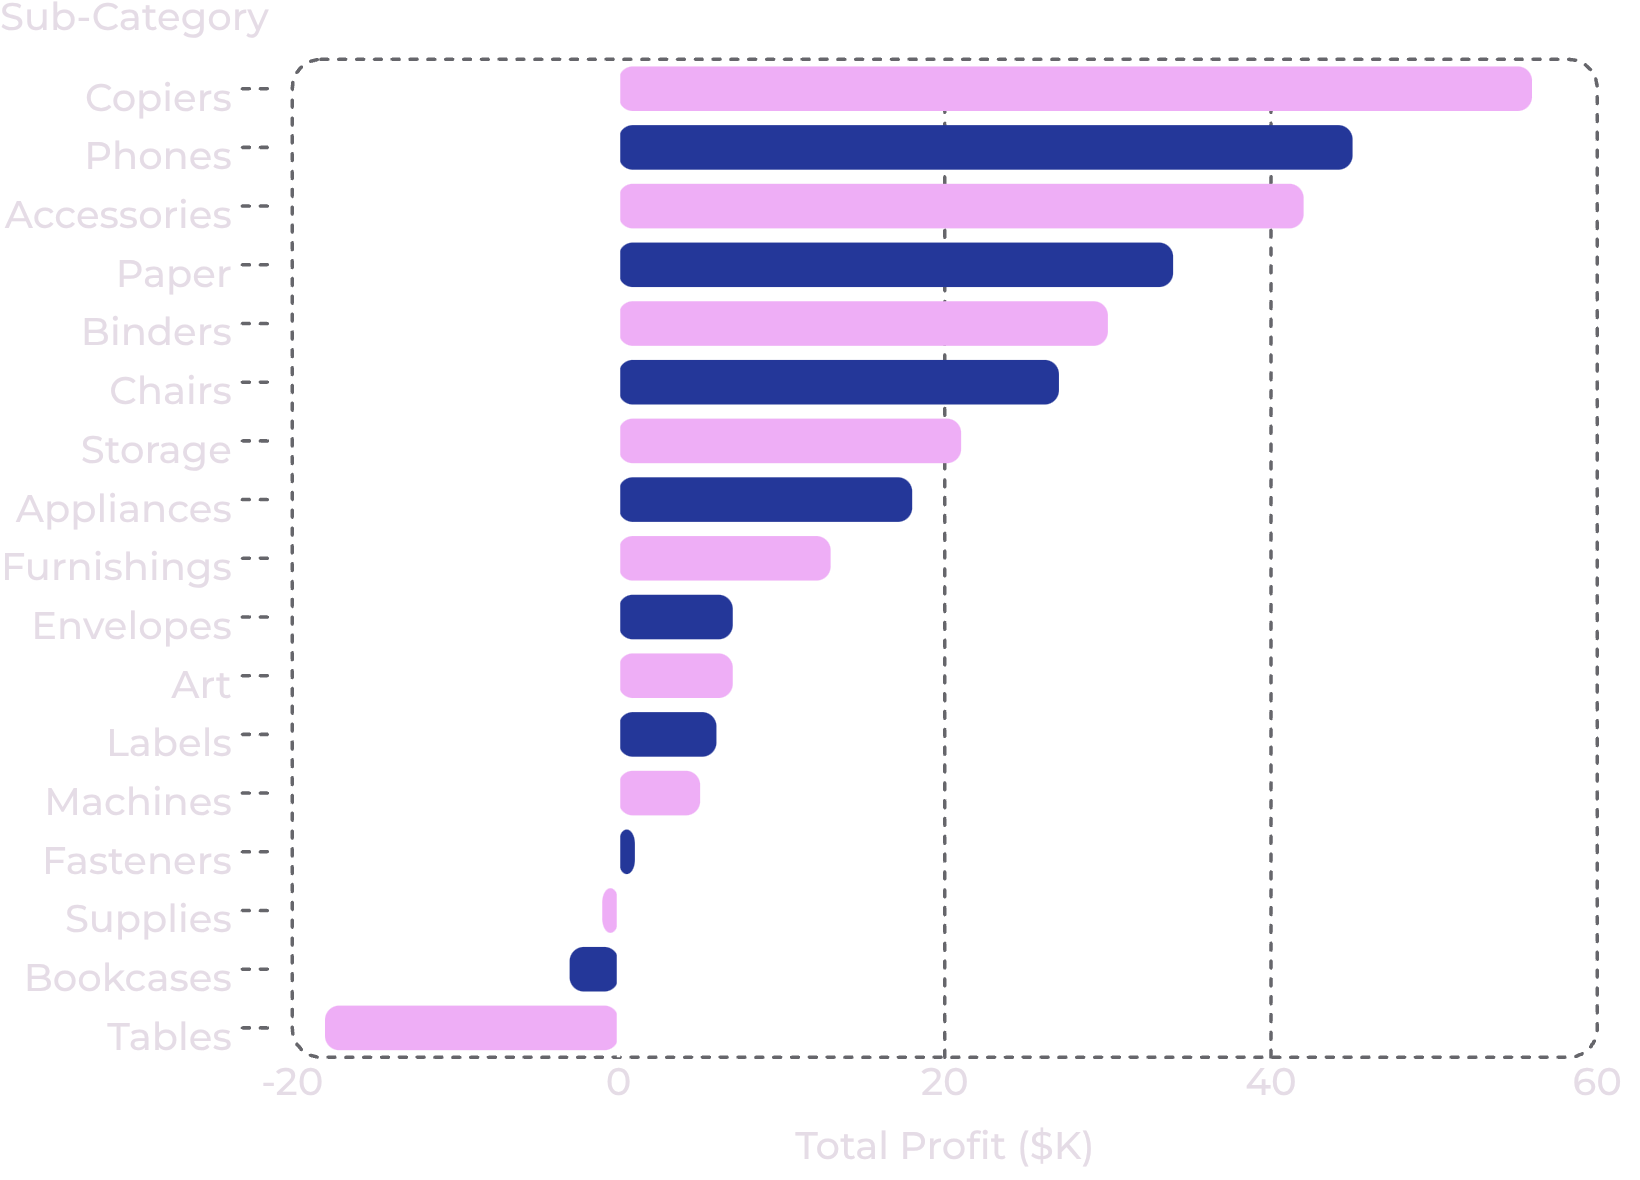 Sub-Category
Copiers
Phones
Accessories
Paper
Binders
Chairs
Storage
Appliances
Furnishings
Envelopes
Art
Labels
Machines
Fasteners
Supplies
Bookcases
Tables
-20 0 20 40 60
Total Profit ($K)